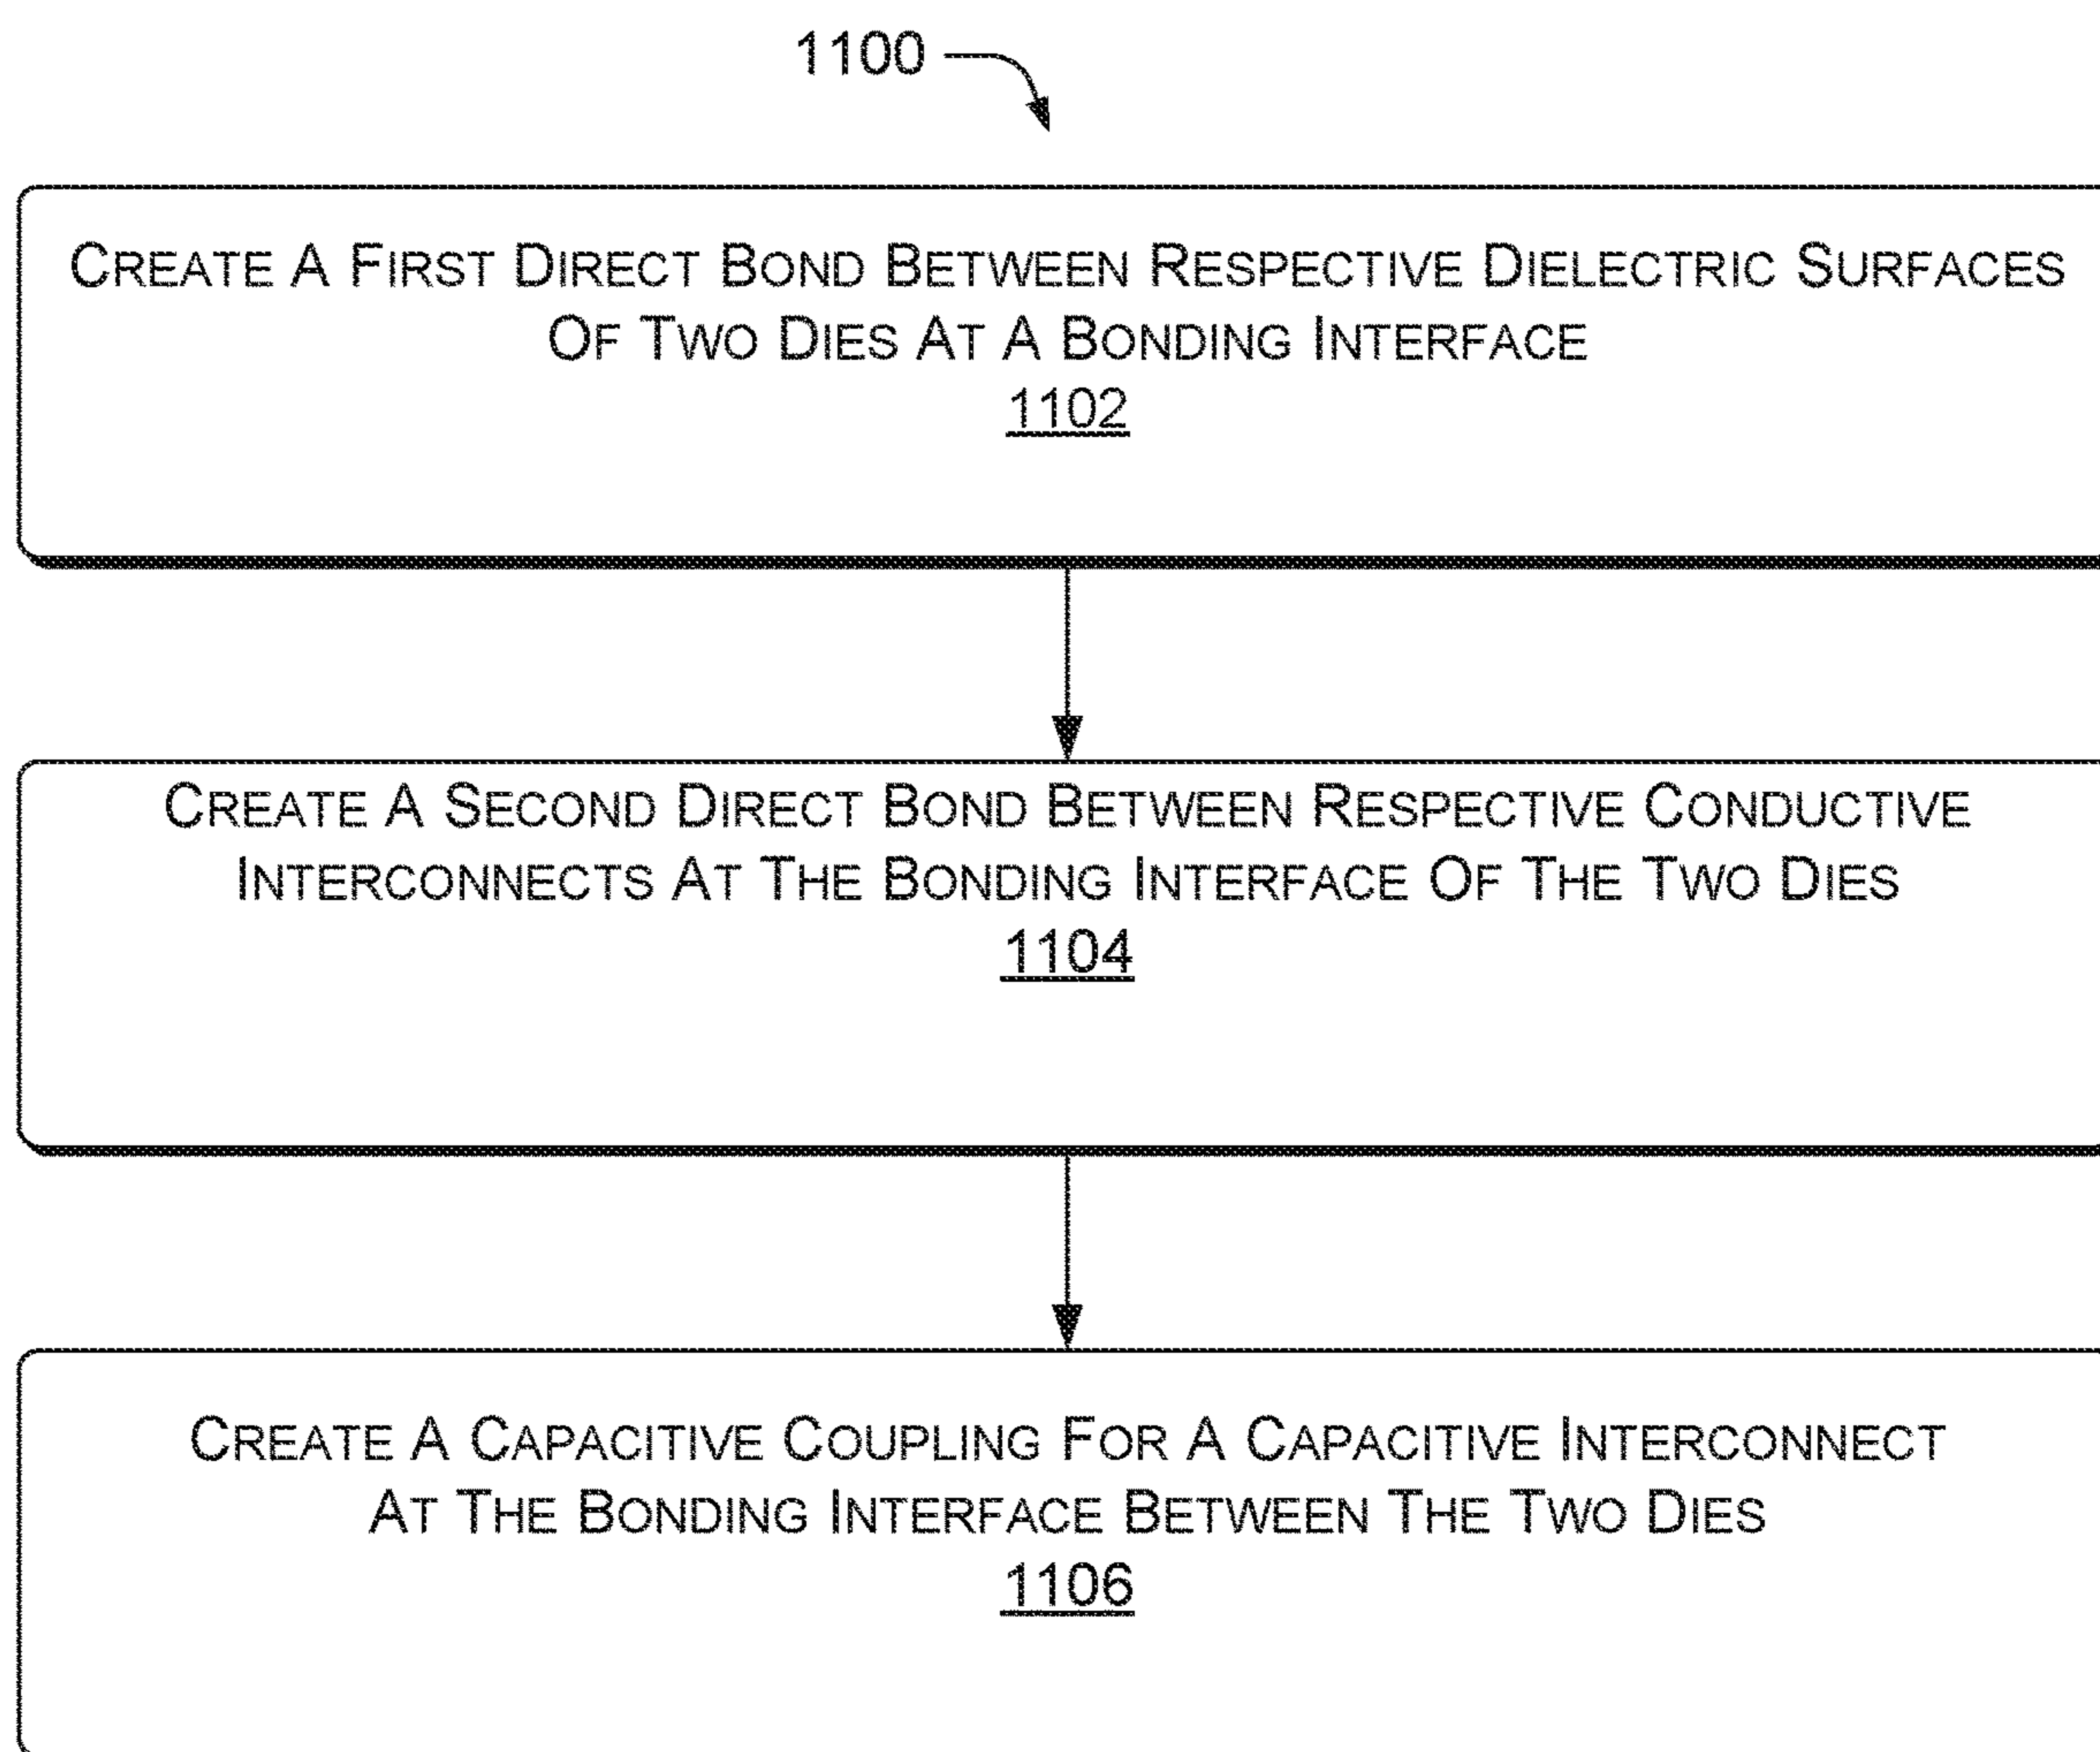 1100
CREATE A FIRST DIRECT BOND BETWEEN RESPECTIVE DIELECTRIC SURFACES
OF TWO DIES AT A BONDING INTERFACE
1102
CREATE A SECOND DIRECT BOND BETWEEN RESPECTIVE CONDUCTIVE
INTERCONNECTS AT THE BONDING INTERFACE OF THE TWO DIES
1104
CREATE A CAPACITIVE COUPLING FOR A CAPACITIVE INTERCONNECT
AT THE BONDING INTERFACE BETWEEN THE TWO DIES
1106